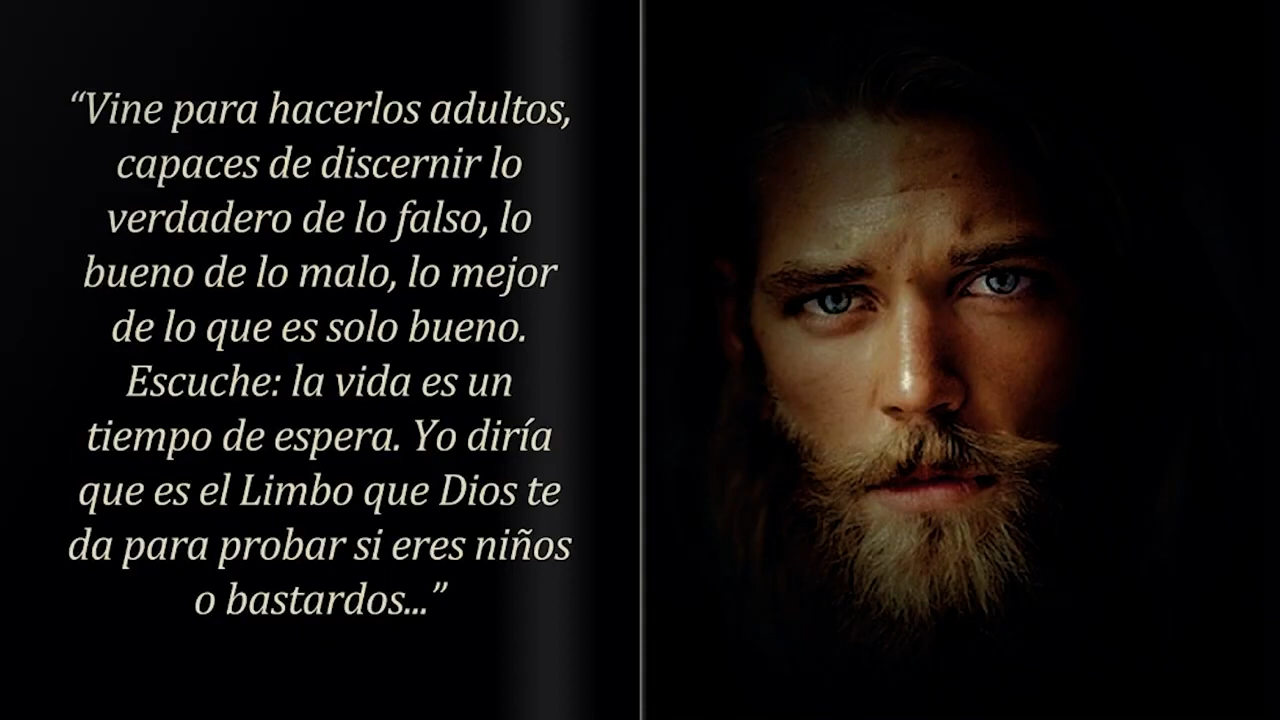 “Vine para hacerlos adultos,
capaces de discernir lo
verdadero de lo falso, lo
bueno de lo malo, lo mejor
de lo que es solo bueno.
Escuche: la vida es un
tiempo de espera. Yo diría
que es el Limbo que Dios te
da para probar si eres niños
o bastardos...”